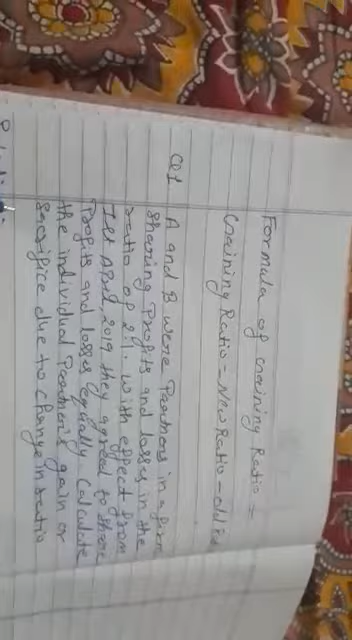 Formula of Gaining Ratio =
Gaining Ratio = New Ratio - old
Q1 A and B were Partners in a firm
sharing Profits and losses in the
ratio of 2:1. with effect from
1st April, 2019 they agreed to share
Profits and losses equally. Calculate
the individual Partner's gain or
sacrifice due to change in ratio